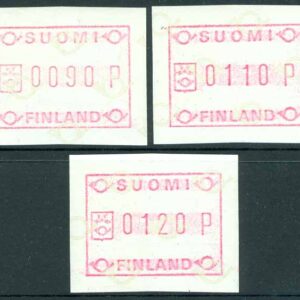 SUOMI
0090 P
FINLAND
SUOMI
0110 P
FINLAND
SUOMI
0120 P
FINLAND